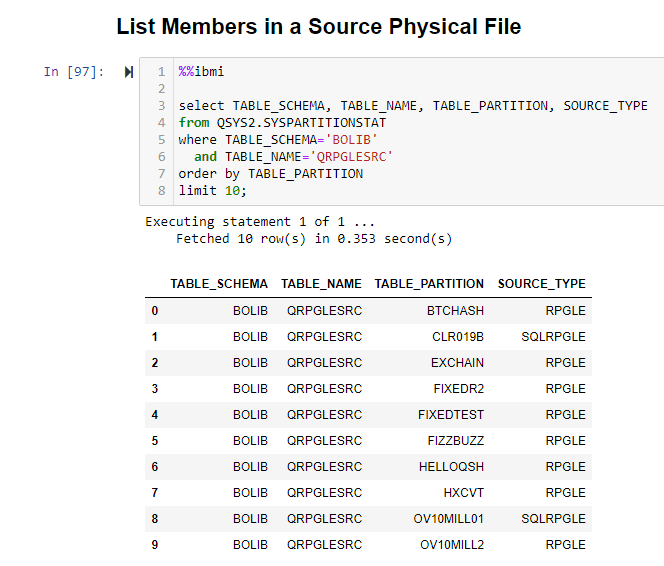 List Members in a Source Physical File
In [97]:
1 %%ibmi
2
3 select TABLE_SCHEMA, TABLE_NAME, TABLE_PARTITION, SOURCE_TYPE
4 from QSYS2.SYSPARTITIONSTAT
5 where TABLE_SCHEMA='BOLIB'
6   and TABLE_NAME='QRPGLESRC'
7 order by TABLE_PARTITION
8 limit 10;
Executing statement 1 of 1 ...
    Fetched 10 row(s) in 0.353 second(s)
TABLE_SCHEMA TABLE_NAME TABLE_PARTITION SOURCE_TYPE
0 BOLIB QRPGLESRC BTCHASH RPGLE
1 BOLIB QRPGLESRC CLR019B SQLRPGLE
2 BOLIB QRPGLESRC EXCHAIN RPGLE
3 BOLIB QRPGLESRC FIXEDR2 RPGLE
4 BOLIB QRPGLESRC FIXEDTEST RPGLE
5 BOLIB QRPGLESRC FIZZBUZZ RPGLE
6 BOLIB QRPGLESRC HELLOQSH RPGLE
7 BOLIB QRPGLESRC HXCVT RPGLE
8 BOLIB QRPGLESRC OV10MILL01 SQLRPGLE
9 BOLIB QRPGLESRC OV10MILL2 RPGLE